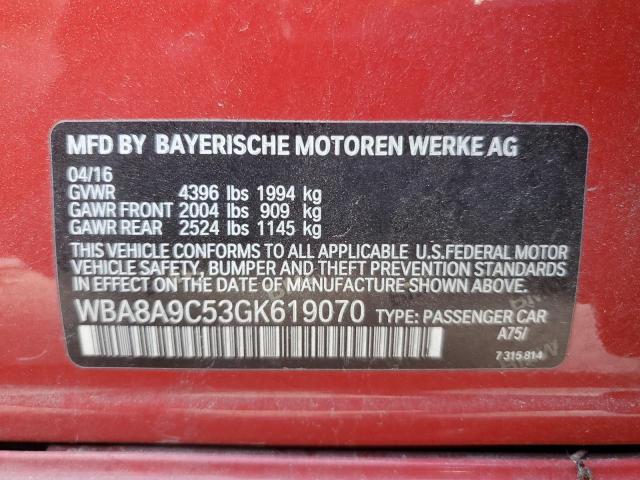 MFD BY BAYERISCHE MOTOREN WERKE AG
04/16
GVWR 4396 lbs 1994 kg
GAWR FRONT 2004 lbs 909 kg
GAWR REAR 2524 lbs 1145 kg
THIS VEHICLE CONFORMS TO ALL APPLICABLE U.S.FEDERAL MOTOR
VEHICLE SAFETY, BUMPER AND THEFT PREVENTION STANDARDS
IN EFFECT ON THE DATE OF MANUFACTURE SHOWN ABOVE.
WBA8A9C53GK619070 TYPE: PASSENGER CAR
A75/
7 315 814